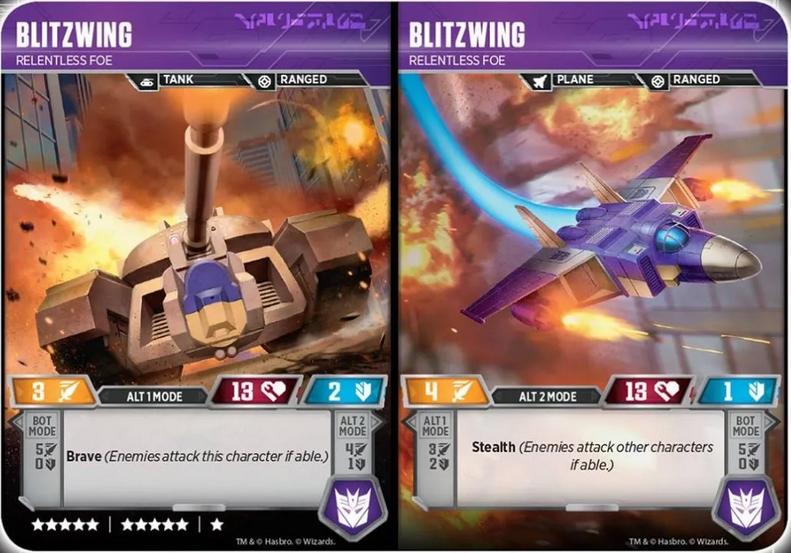 BLITZWING
RELENTLESS FOE
TANK
RANGED
3
ALT 1 MODE
13
2
BOT
MODE
5
0
Brave (Enemies attack this character if able.)
ALT 2
MODE
4
1
TM & © Hasbro. © Wizards.
BLITZWING
RELENTLESS FOE
PLANE
RANGED
4
ALT 2 MODE
13
1
ALT 1
MODE
3
2
Stealth (Enemies attack other characters
if able.)
BOT
MODE
5
0
TM & © Hasbro. © Wizards.